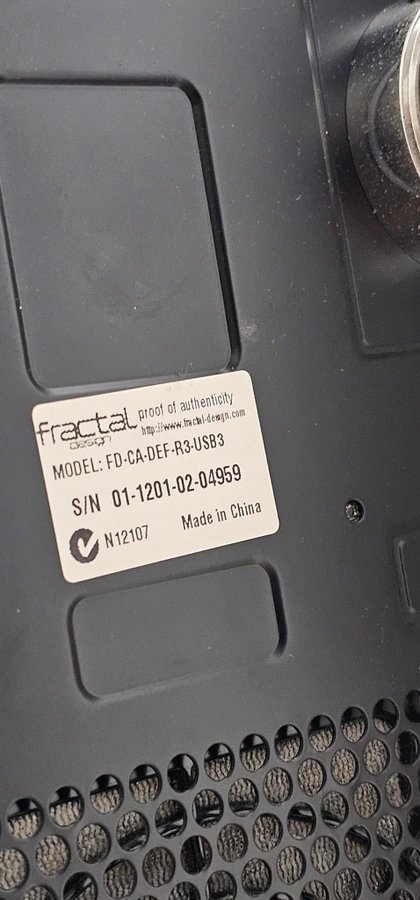 fractal
design
proof of authenticity
http://www.fractal-design.com
MODEL: FD-CA-DEF-R3-USB3
S/N 01-1201-02-04959
N12107
Made in China